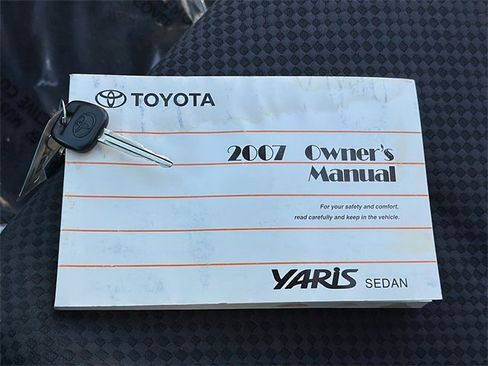 TOYOTA
2007 Owner's
Manual
For your safety and comfort,
read carefully and keep in the vehicle.
YARIS SEDAN